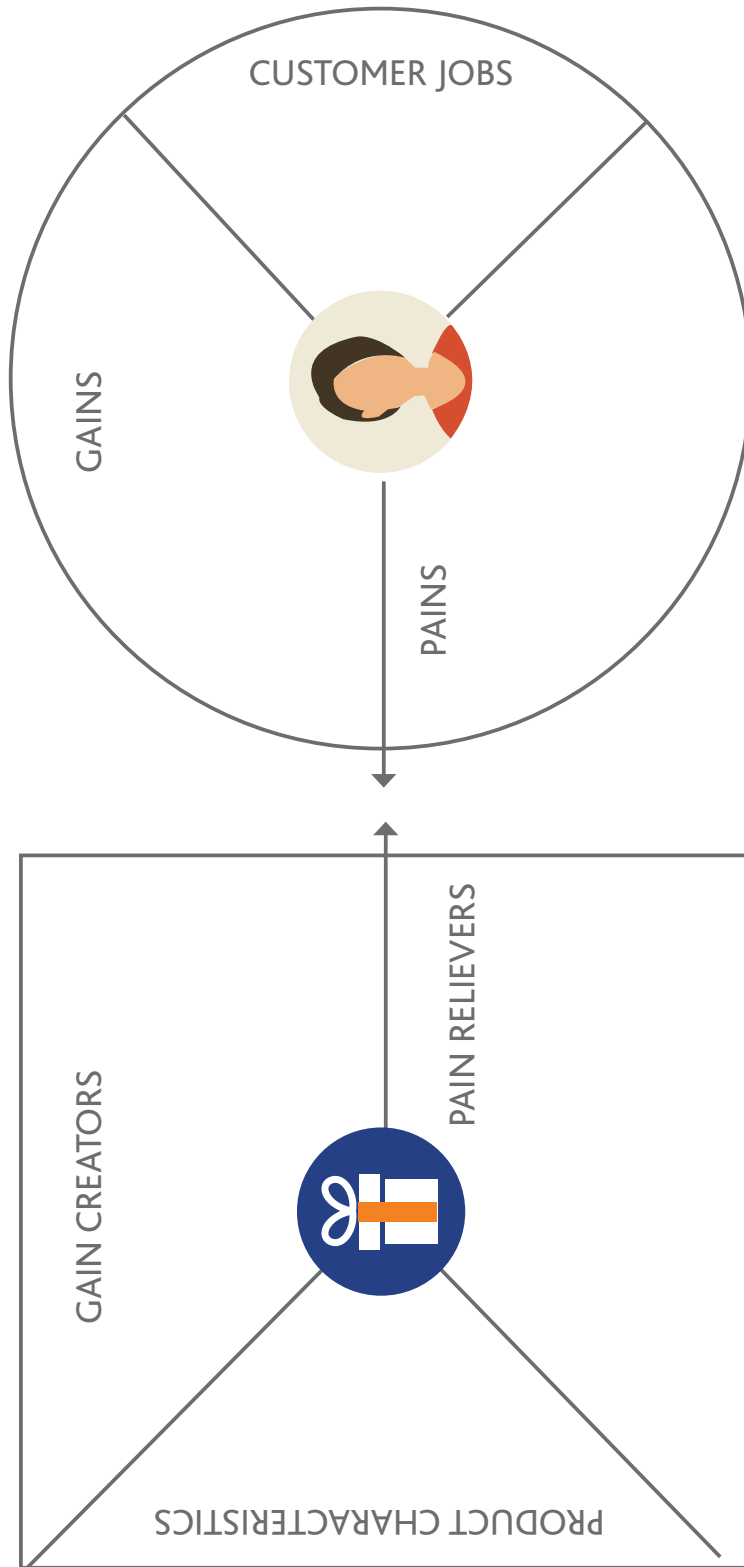 CUSTOMER JOBS
GAINS
PAINS
PAIN RELIEVERS
GAIN CREATORS
PRODUCT CHARACTERISTICS